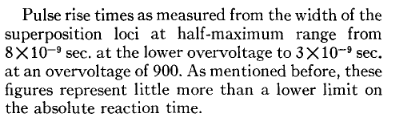 Pulse rise times as measured from the width of the
superposition loci at half-maximum range from
8×10⁻⁹ sec. at the lower overvoltage to 3×10⁻⁹ sec.
at an overvoltage of 900. As mentioned before, these
figures represent little more than a lower limit on
the absolute reaction time.